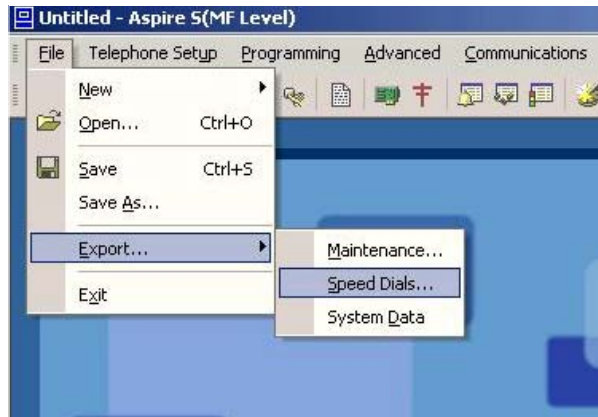 Untitled - Aspire S(MF Level)
File Telephone Setup Programming Advanced Communications
New
Open... Ctrl+O
Save Ctrl+S
Save As...
Export...
Exit
Maintenance...
Speed Dials...
System Data